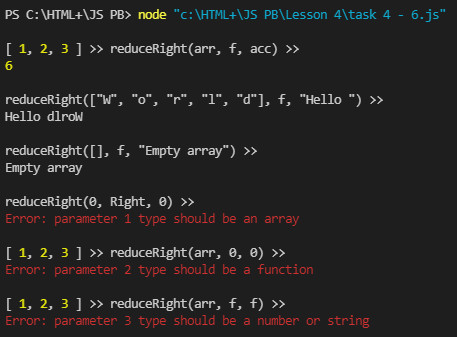 PS C:\HTML+\JS PB> node "c:\HTML+\JS PB\Lesson 4\task 4 - 6.js"
[ 1, 2, 3 ] >> reduceRight(arr, f, acc) >>
6
reduceRight(["W", "o", "r", "l", "d"], f, "Hello ") >>
Hello dlroW
reduceRight([], f, "Empty array") >>
Empty array
reduceRight(0, Right, 0) >>
Error: parameter 1 type should be an array
[ 1, 2, 3 ] >> reduceRight(arr, 0, 0) >>
Error: parameter 2 type should be a function
[ 1, 2, 3 ] >> reduceRight(arr, f, f) >>
Error: parameter 3 type should be a number or string